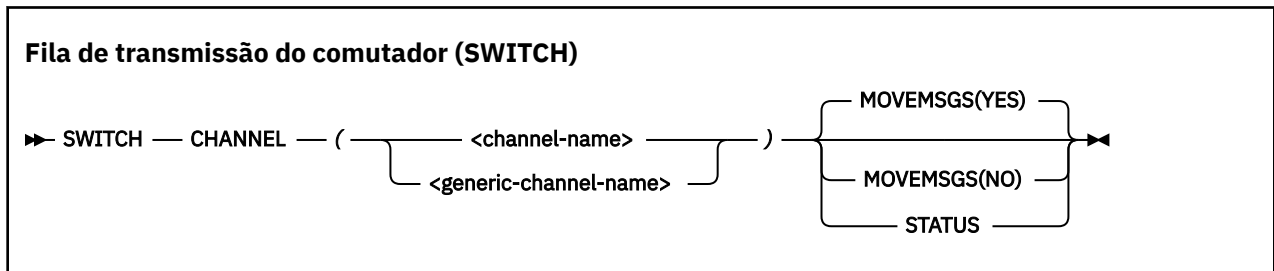 Fila de transmissão do comutador (SWITCH)
MOVEMSGS(YES)
SWITCH CHANNEL ( <channel-name> )
<generic-channel-name>
MOVEMSGS(NO)
STATUS